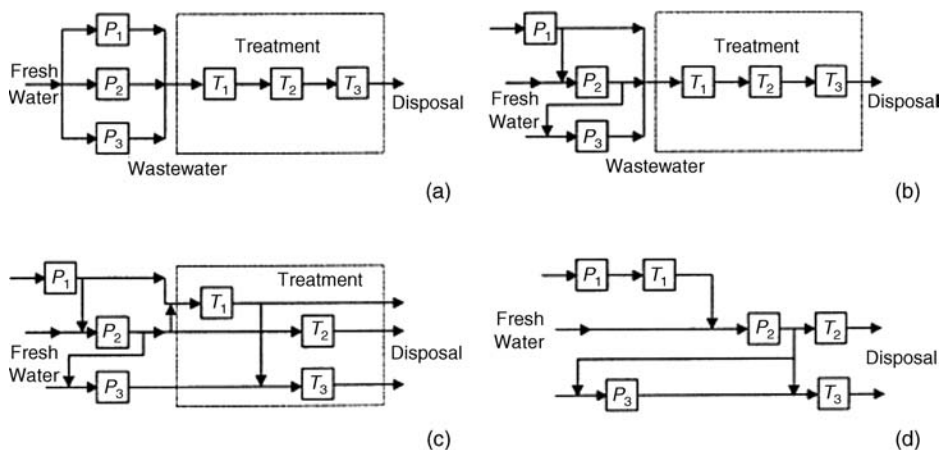 P1
Fresh
Water
P2
P3
Wastewater
Treatment
T1 T2 T3
Disposal
(a)
P1
Fresh
Water
P2
P3
Wastewater
Treatment
T1 T2 T3
Disposal
(b)
P1
Fresh
Water
P2
P3
Treatment
T1
T2
T3
Disposal
(c)
P1 T1
Fresh
Water
P2 T2
Disposal
P3 T3
(d)